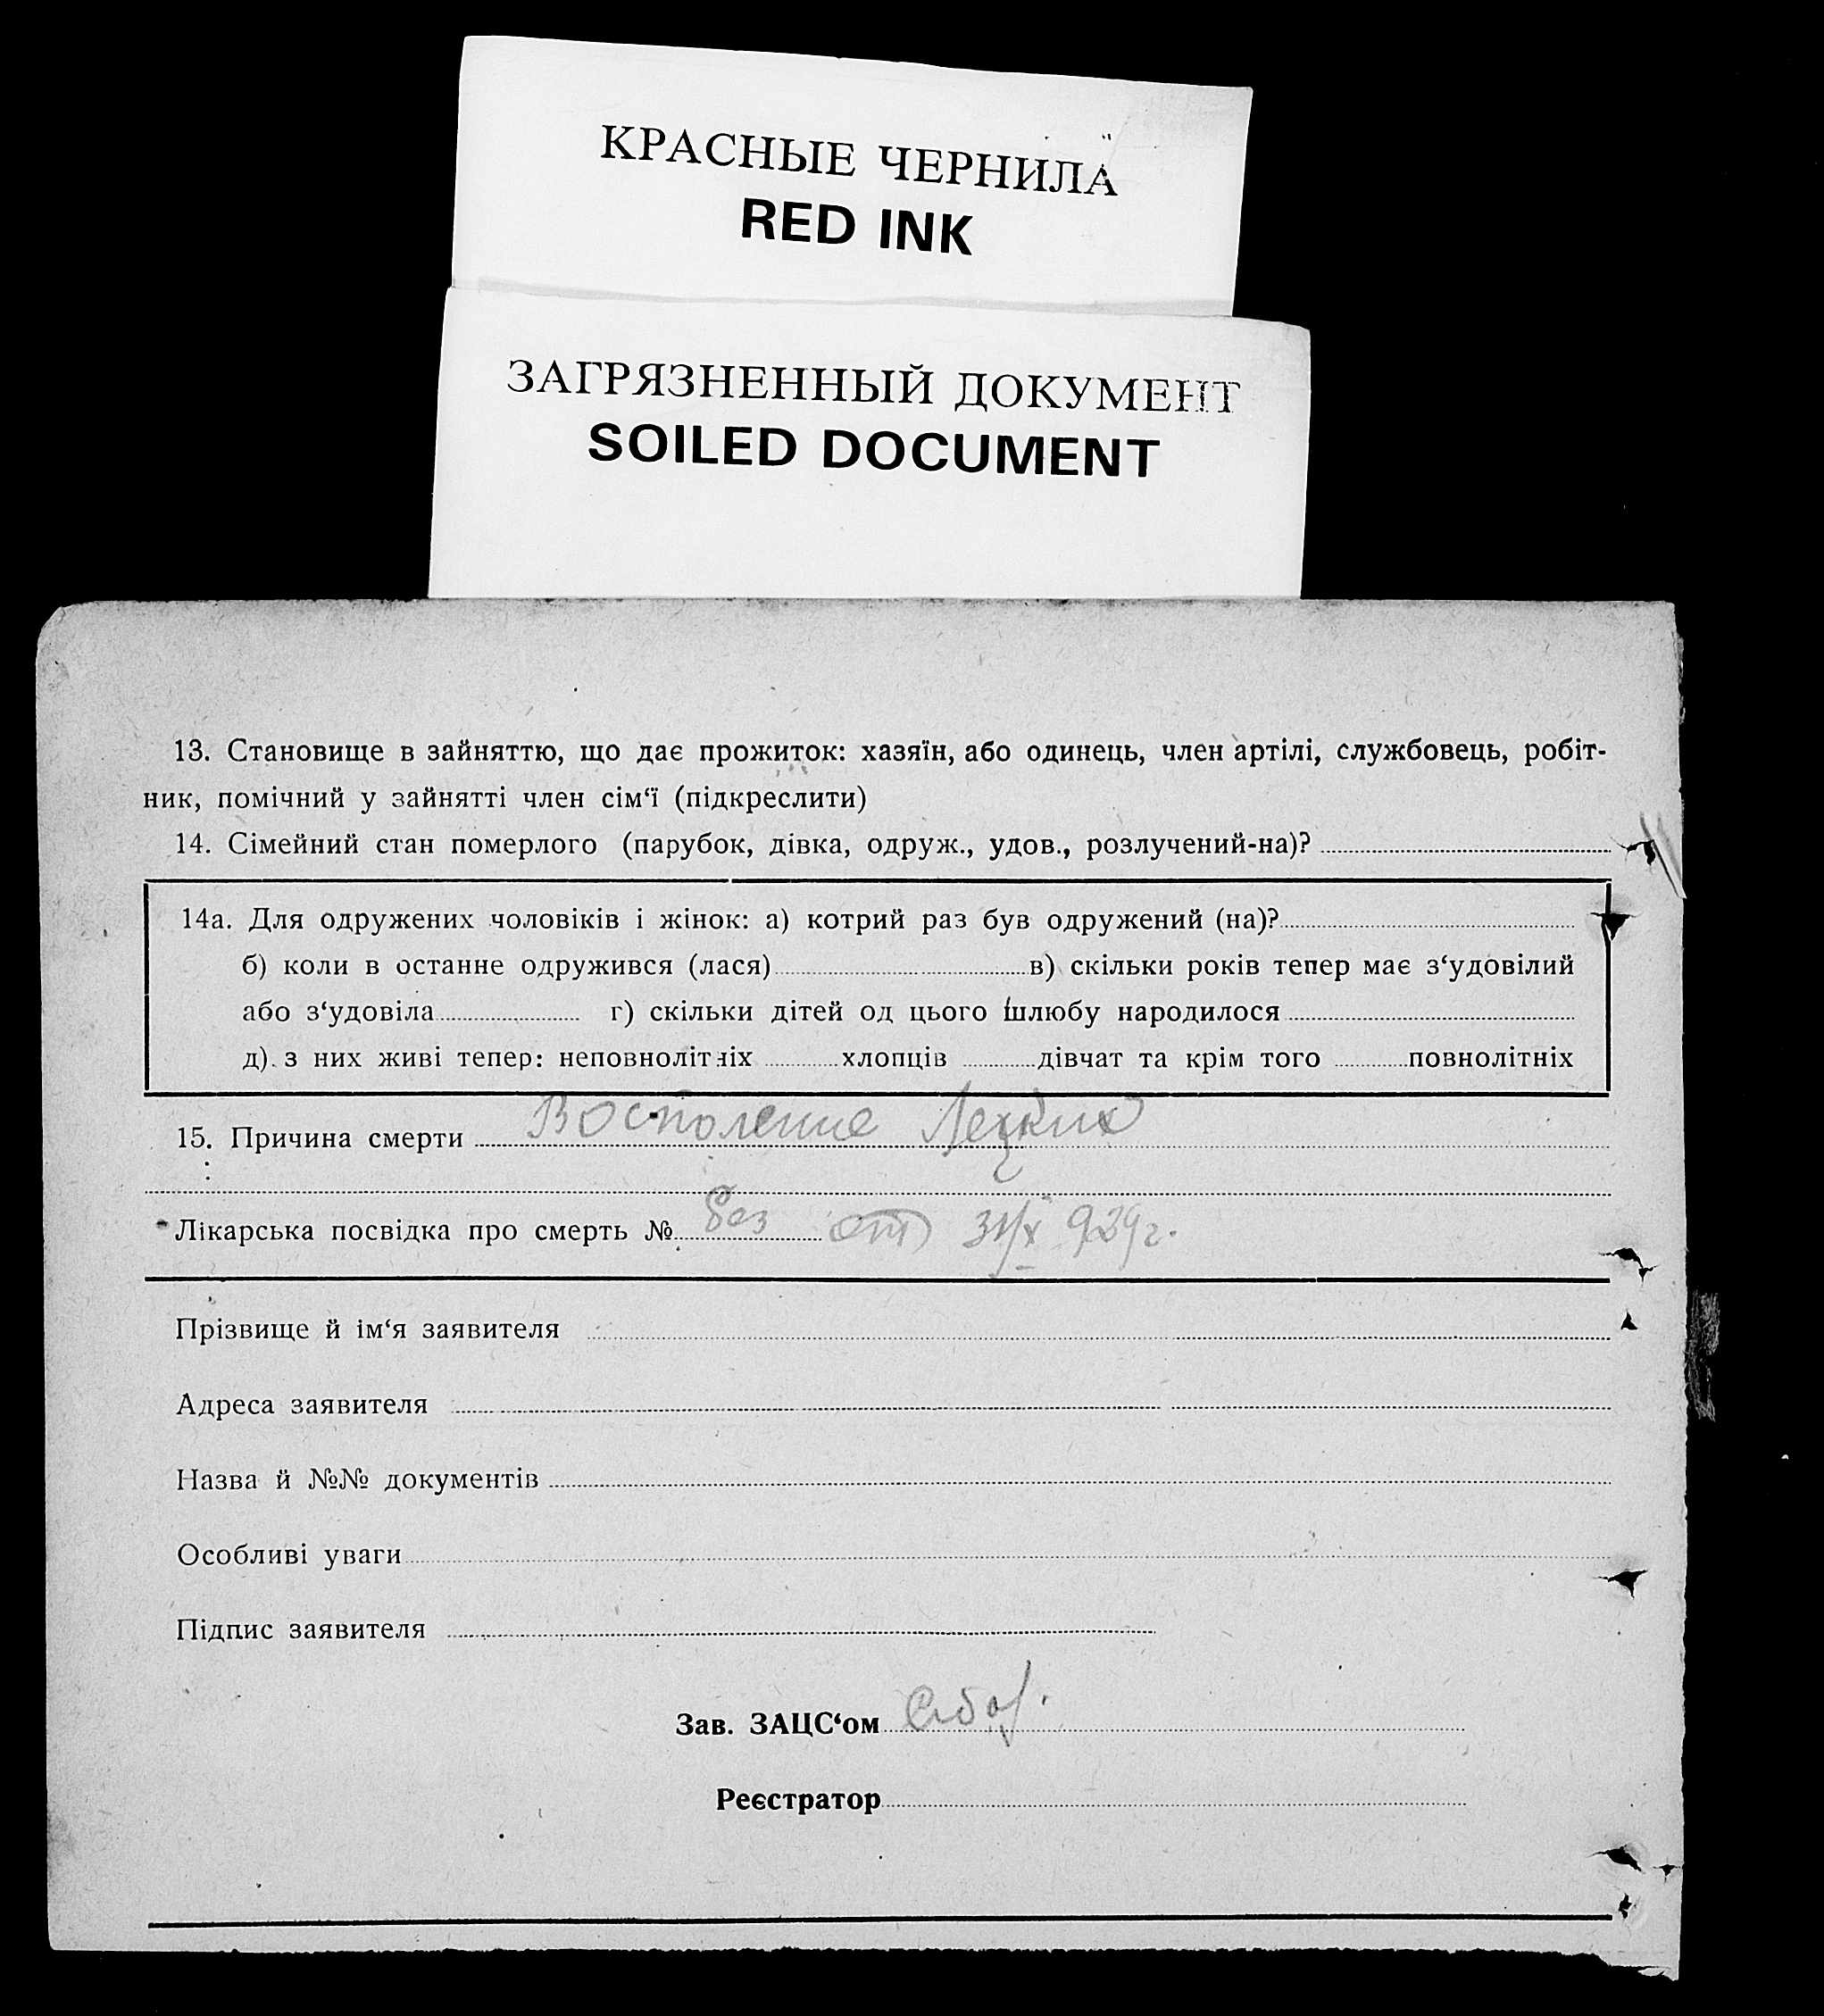 КРАСНЫЕ ЧЕРНИЛА
RED INK
ЗАГРЯЗНЕННЫЙ ДОКУМЕНТ
SOILED DOCUMENT
13. Становище в зайняттю, що дає прожиток: хазяїн, або одинець, член артілі, службовець, робіт-
ник, помічний у зайнятті член сім‘ї (підкреслити)
14. Сімейний стан померлого (парубок, дівка, одруж., удов., розлучений-на)?
14а. Для одружених чоловіків і жінок: а) котрий раз був одружений (на)?
б) коли в останне одружився (лася) в) скільки років тепер має з‘удовілий
або з‘удовіла г) скільки дітей од цього шлюбу народилося
д) з них живі тепер: неповнолітніх хлопців дівчат та крім того повнолітніх
15. Причина смерти Восполение Легких
Лікарська посвідка про смерть № без от 31/X 939г.
Прізвище й ім‘я заявителя
Адреса заявителя
Назва й №№ документів
Особливі уваги
Підпис заявителя
Зав. ЗАЦС‘ом
Реєстратор